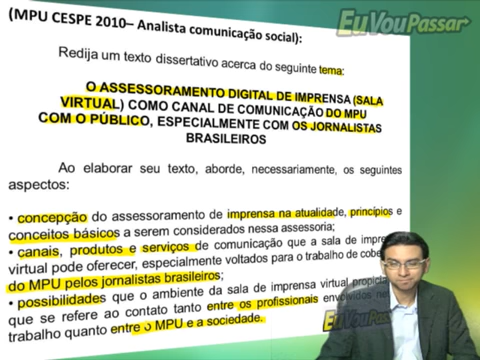 (MPU CESPE 2010– Analista comunicação social):
EuVouPassar
Redija um texto dissertativo acerca do seguinte tema:
O ASSESSORAMENTO DIGITAL DE IMPRENSA (SALA
VIRTUAL) COMO CANAL DE COMUNICAÇÃO DO MPU
COM O PÚBLICO, ESPECIALMENTE COM OS JORNALISTAS
BRASILEIROS
Ao elaborar seu texto, aborde, necessariamente, os seguintes
aspectos:
• concepção do assessoramento de imprensa na atualidade, princípios e
conceitos básicos a serem considerados nessa assessoria;
• canais, produtos e serviços de comunicação que a sala de
virtual pode oferecer, especialmente voltados para o trabalho de
do MPU pelos jornalistas brasileiros;
• possibilidades que o ambiente da sala de imprensa virtual
que se refere ao contato tanto entre os profissionais
trabalho quanto entre o MPU e a sociedade.
EuVouPassar